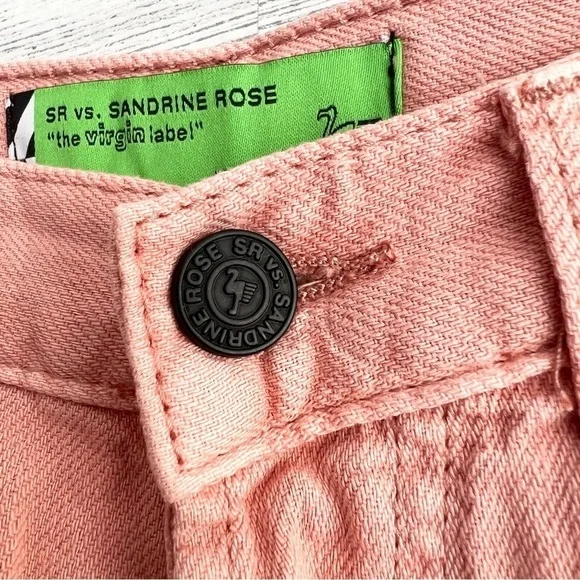 SR vs. SANDRINE ROSE
"the virgin label"
SR vs. SANDRINE ROSE